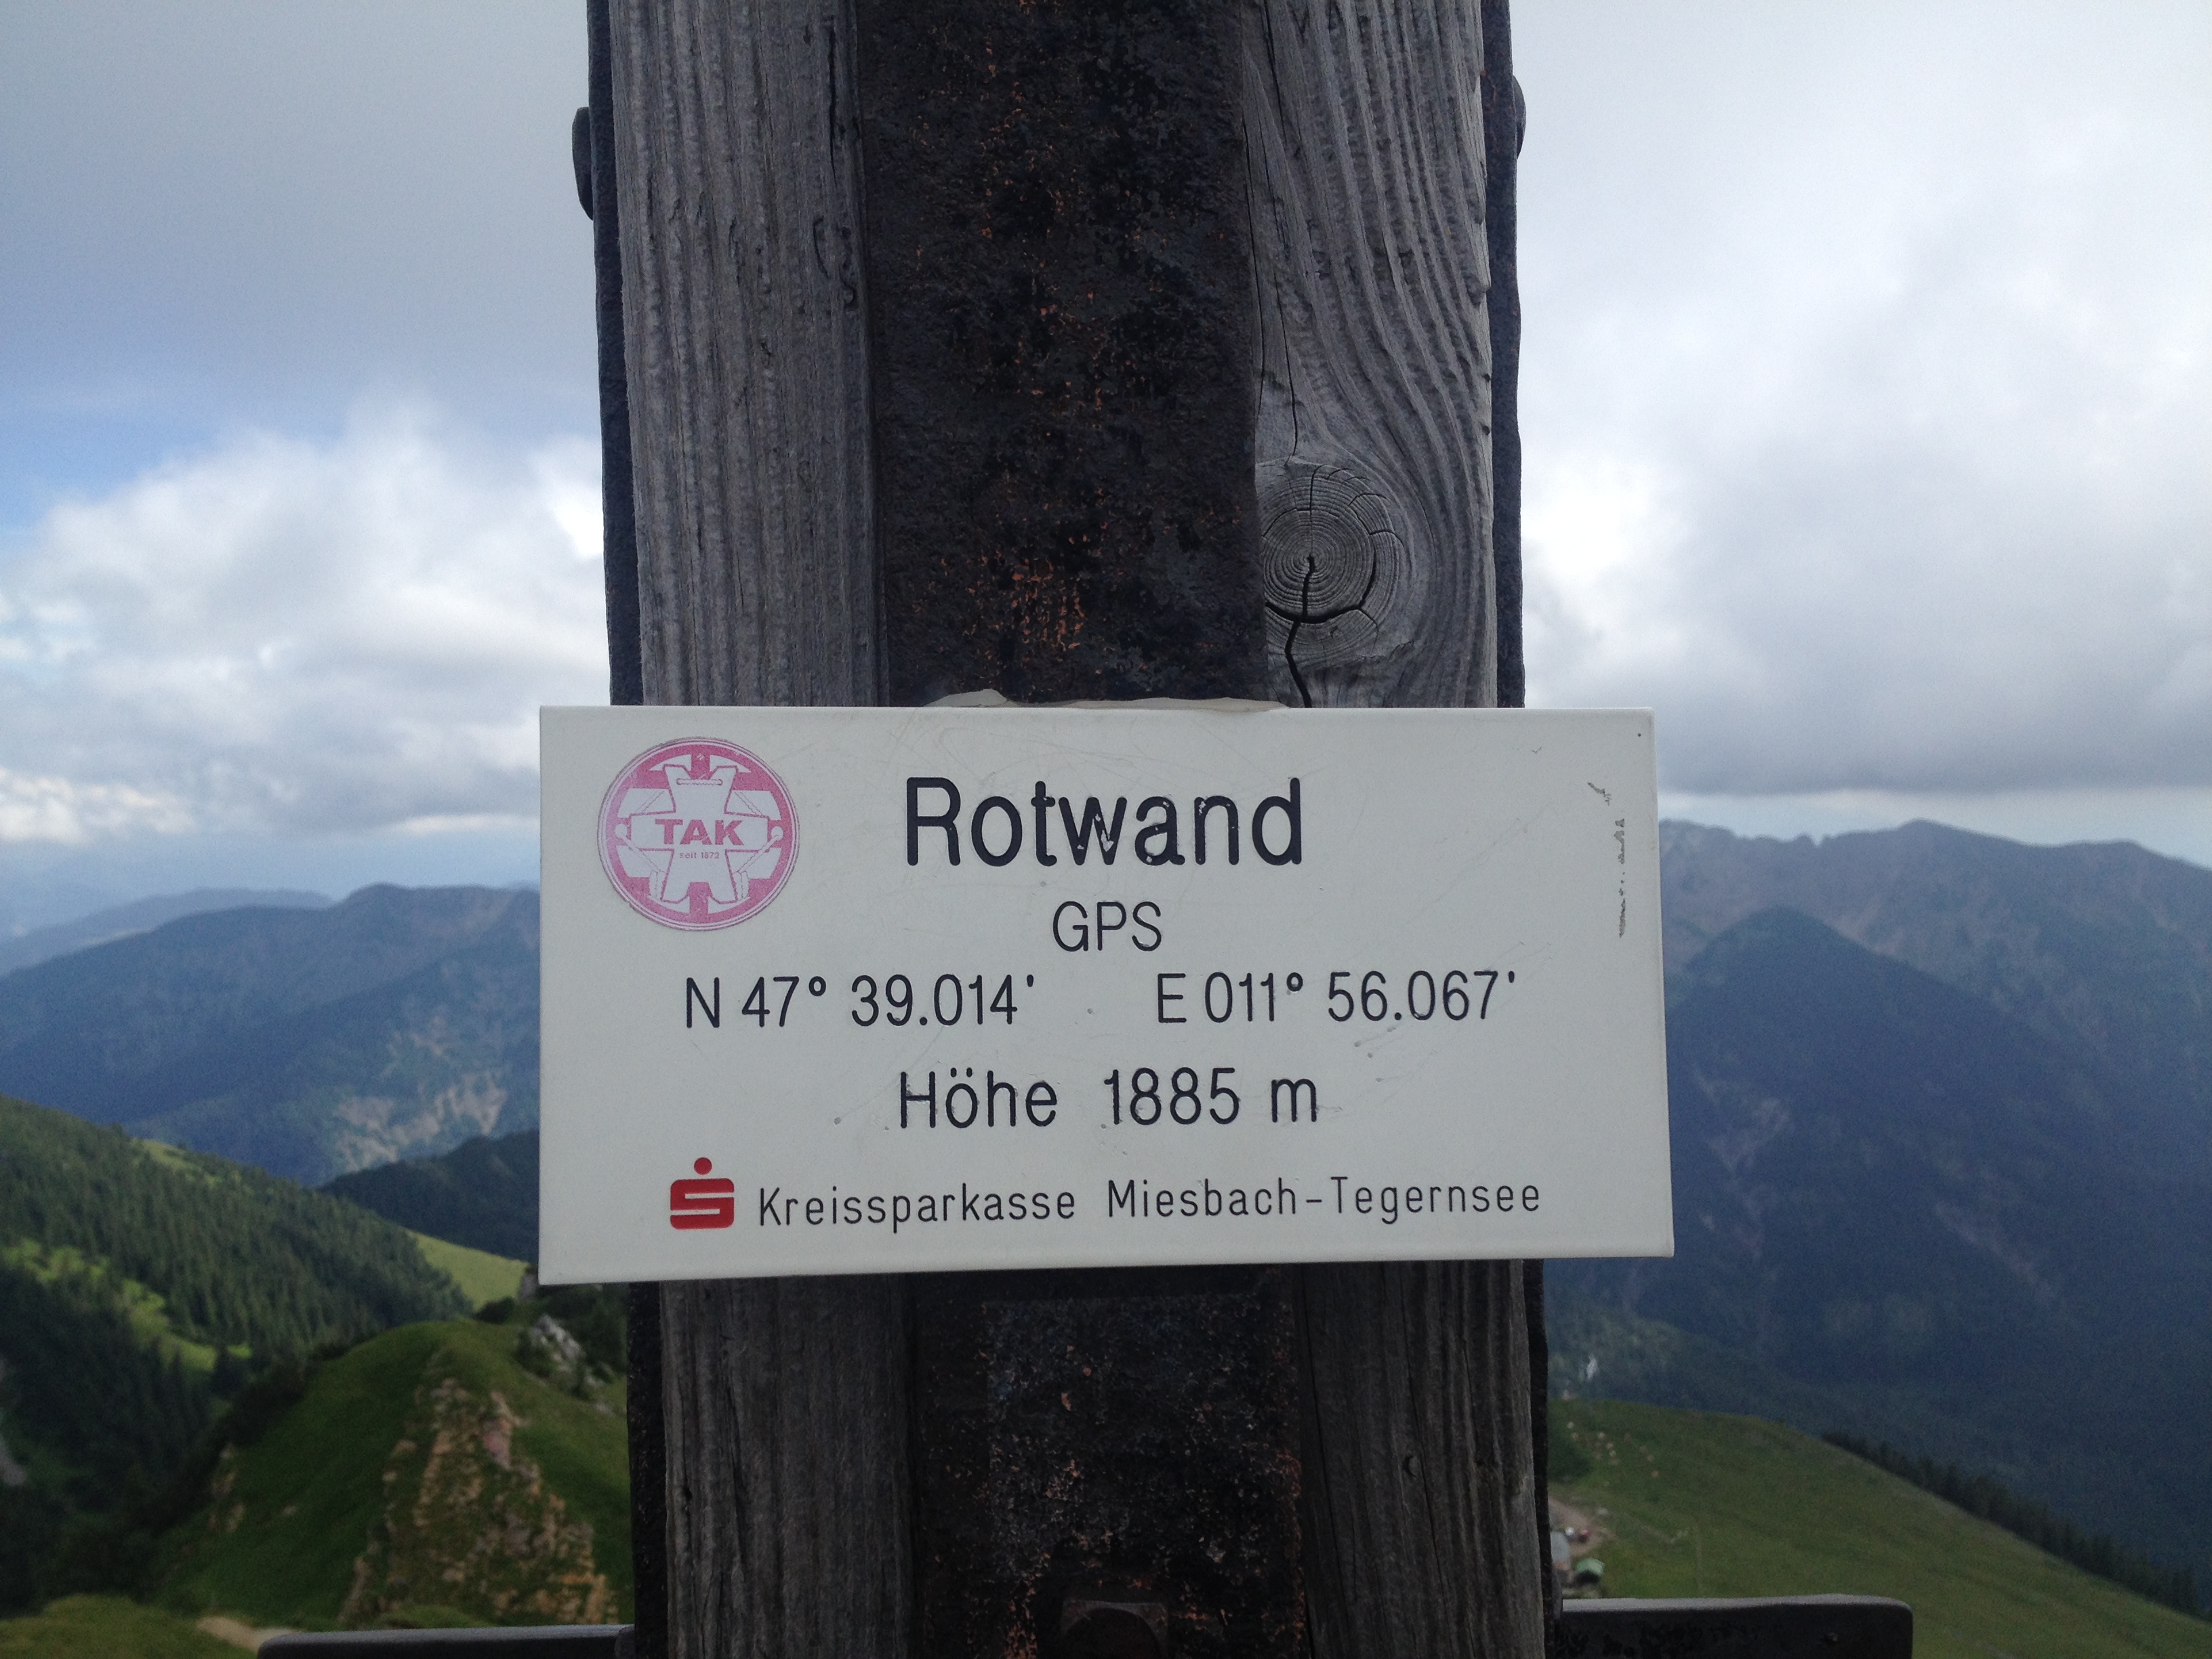 TAK
seit 1872
Rotwand
GPS
N 47° 39.014' E 011° 56.067'
Höhe 1885 m
Kreissparkasse Miesbach-Tegernsee